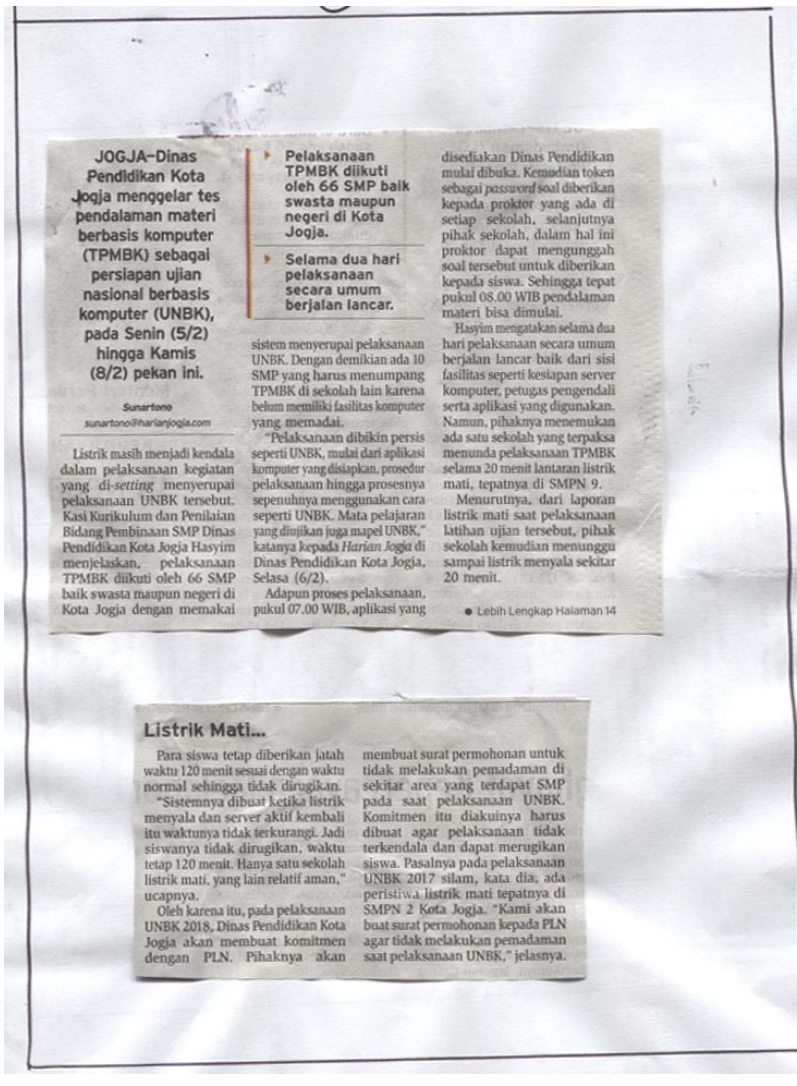 JOGJA–Dinas
Pendidikan Kota
Jogja menggelar tes
pendalaman materi
berbasis komputer
(TPMBK) sebagai
persiapan ujian
nasional berbasis
komputer (UNBK),
pada Senin (5/2)
hingga Kamis
(8/2) pekan ini.
Sunartono
sunartono@harianjogja.com
Listrik masih menjadi kendala
dalam pelaksanaan kegiatan
yang di-setting menyerupai
pelaksanaan UNBK tersebut.
Kasi Kurikulum dan Penilaian
Bidang Pembinaan SMP Dinas
Pendidikan Kota Jogja Hasyim
menjelaskan, pelaksanaan
TPMBK diikuti oleh 66 SMP
baik swasta maupun negeri di
Kota Jogja dengan memakai
Pelaksanaan
TPMBK diikuti
oleh 66 SMP baik
swasta maupun
negeri di Kota
Jogja.
Selama dua hari
pelaksanaan
secara umum
berjalan lancar.
sistem menyerupai pelaksanaan
UNBK. Dengan demikian ada 10
SMP yang harus menumpang
TPMBK di sekolah lain karena
belum memiliki fasilitas komputer
yang memadai.
"Pelaksanaan dibikin persis
seperti UNBK, mulai dari aplikasi
komputer yang disiapkan, prosedur
pelaksanaan hingga prosesnya
sepenuhnya menggunakan cara
seperti UNBK. Mata pelajaran
yang diujikan juga mapel UNBK,"
katanya kepada Harian Jogja di
Dinas Pendidikan Kota Jogja,
Selasa (6/2).
Adapun proses pelaksanaan,
pukul 07.00 WIB, aplikasi yang
disediakan Dinas Pendidikan
mulai dibuka. Kemudian token
sebagai password soal diberikan
kepada proktor yang ada di
setiap sekolah, selanjutnya
pihak sekolah, dalam hal ini
proktor dapat mengunggah
soal tersebut untuk diberikan
kepada siswa. Sehingga tepat
pukul 08.00 WIB pendalaman
materi bisa dimulai.
Hasyim mengatakan selama dua
hari pelaksanaan secara umum
berjalan lancar baik dari sisi
fasilitas seperti kesiapan server
komputer, petugas pengendali
serta aplikasi yang digunakan.
Namun, pihaknya menemukan
ada satu sekolah yang terpaksa
menunda pelaksanaan TPMBK
selama 20 menit lantaran listrik
mati, tepatnya di SMPN 9.
Menurutnya, dari laporan
listrik mati saat pelaksanaan
latihan ujian tersebut, pihak
sekolah kemudian menunggu
sampai listrik menyala sekitar
20 menit.
● Lebih Lengkap Halaman 14
Listrik Mati...
Para siswa tetap diberikan jatah
waktu 120 menit sesuai dengan waktu
normal sehingga tidak dirugikan.
"Sistemnya dibuat ketika listrik
menyala dan server aktif kembali
itu waktunya tidak terkurangi. Jadi
siswanya tidak dirugikan, waktu
tetap 120 menit. Hanya satu sekolah
listrik mati, yang lain relatif aman,"
ucapnya.
Oleh karena itu, pada pelaksanaan
UNBK 2018, Dinas Pendidikan Kota
Jogja akan membuat komitmen
dengan PLN. Pihaknya akan
membuat surat permohonan untuk
tidak melakukan pemadaman di
sekitar area yang terdapat SMP
pada saat pelaksanaan UNBK.
Komitmen itu diakuinya harus
dibuat agar pelaksanaan tidak
terkendala dan dapat merugikan
siswa. Pasalnya pada pelaksanaan
UNBK 2017 silam, kata dia, ada
peristiwa listrik mati tepatnya di
SMPN 2 Kota Jogja. "Kami akan
buat surat permohonan kepada PLN
agar tidak melakukan pemadaman
saat pelaksanaan UNBK," jelasnya.